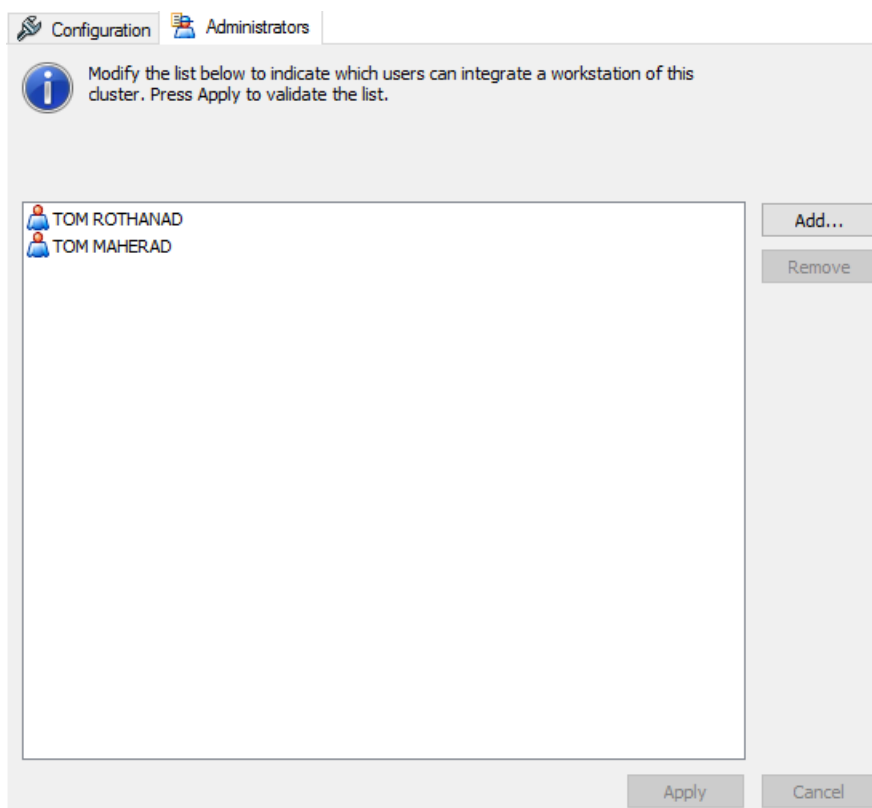 Configuration
Administrators
Modify the list below to indicate which users can integrate a workstation of this
cluster. Press Apply to validate the list.
TOM ROTHANAD
TOM MAHERAD
Add...
Remove
Apply
Cancel